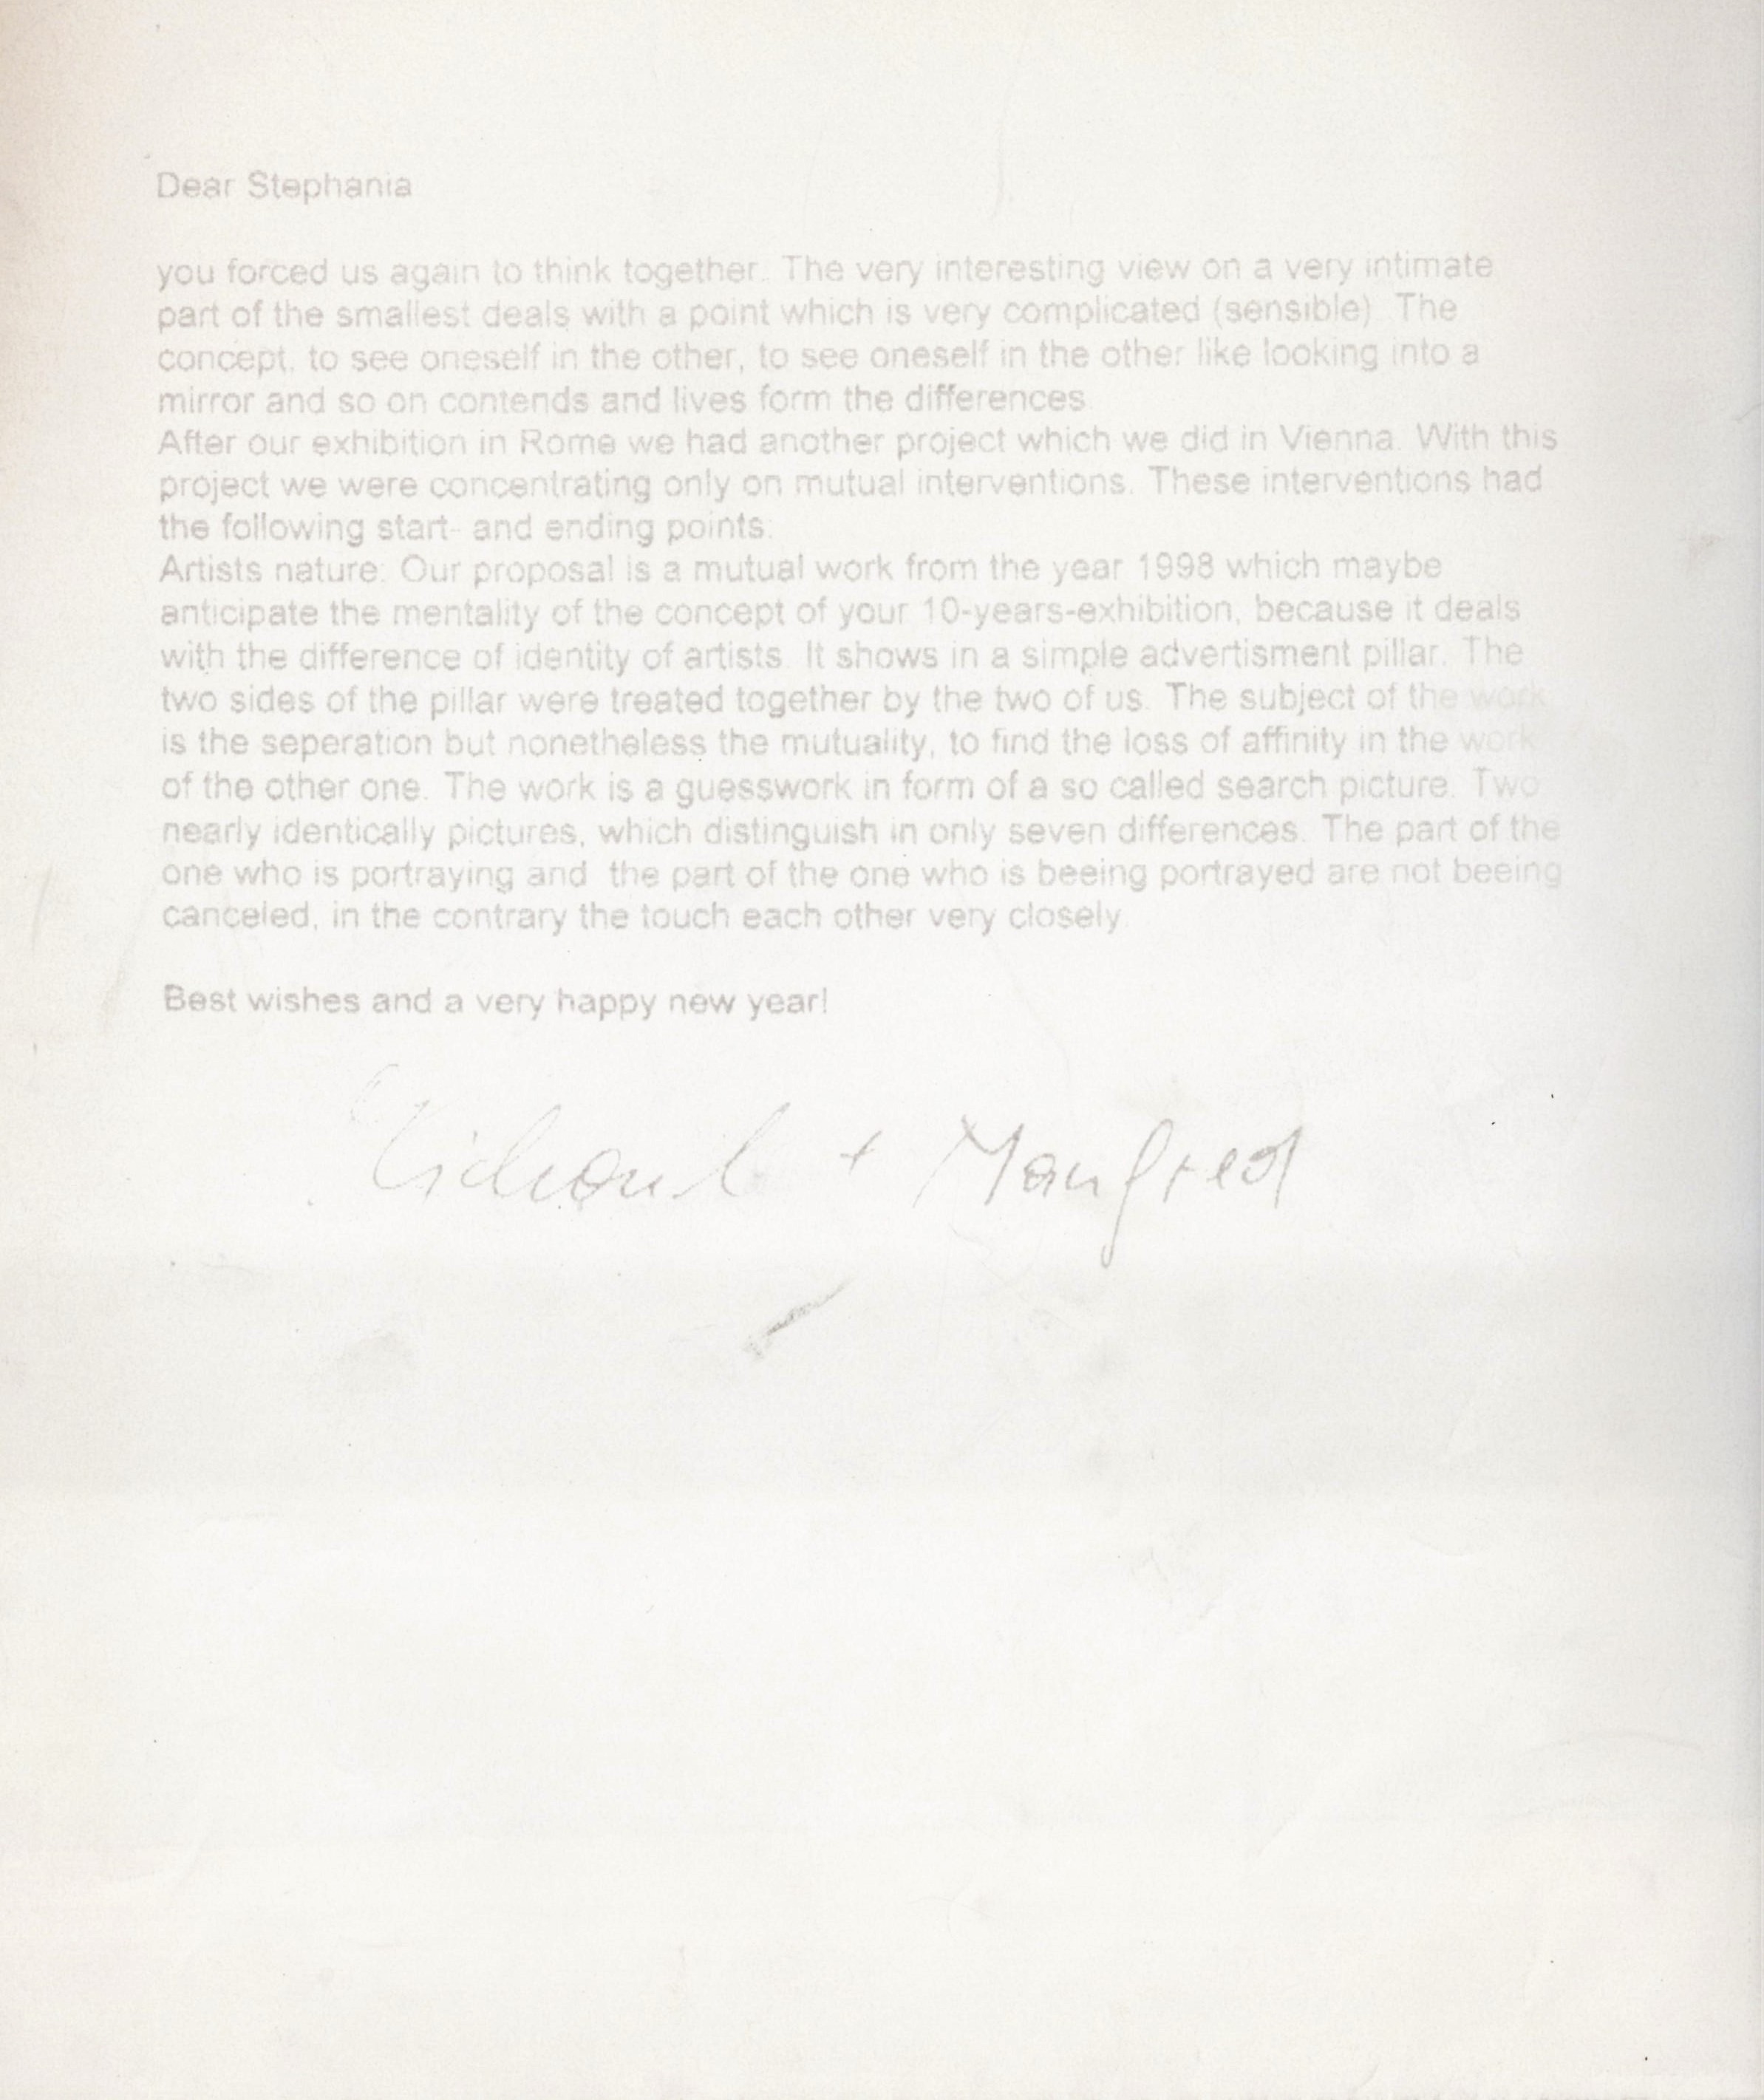 Dear Stephania
you forced us again to think together. The very interesting view on a very intimate
part of the smallest deals with a point which is very complicated (sensible). The
concept, to see oneself in the other, to see oneself in the other like looking into a
mirror and so on contends and lives form the differences.
After our exhibition in Rome we had another project which we did in Vienna. With this
project we were concentrating only on mutual interventions. These interventions had
the following start- and ending points:
Artists nature: Our proposal is a mutual work from the year 1998 which maybe
anticipate the mentality of the concept of your 10-years-exhibition, because it deals
with the difference of identity of artists. It shows in a simple advertisment pillar. The
two sides of the pillar were treated together by the two of us. The subject of the work
is the seperation but nonetheless the mutuality, to find the loss of affinity in the work
of the other one. The work is a guesswork in form of a so called search picture. Two
nearly identically pictures, which distinguish in only seven differences. The part of the
one who is portraying and the part of the one who is beeing portrayed are not beeing
canceled, in the contrary the touch each other very closely.
Best wishes and a very happy new year!
+ Manfred